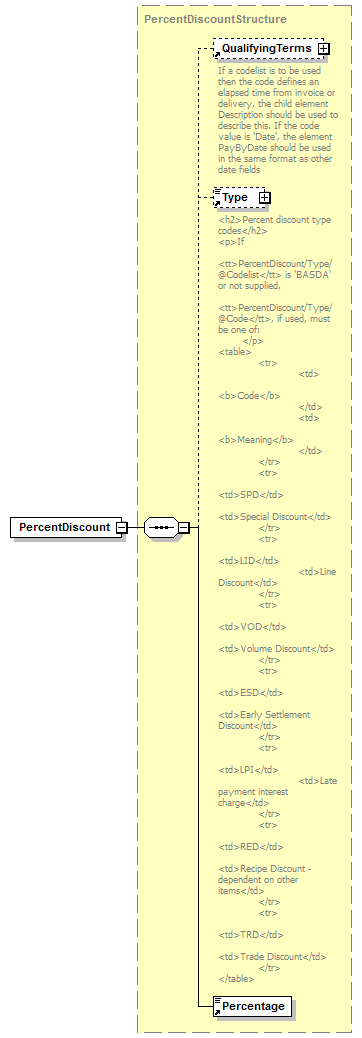 PercentDiscountStructure
QualifyingTerms
If a codelist is to be used
then the code defines an
elapsed time from invoice or
delivery, the child element
Description should be used to
describe this. If the code
value is 'Date', the element
PayByDate should be used
in the same format as other
date fields
Type
<h2>Percent discount type
codes</h2>
<p>If
<tt>PercentDiscount/Type/
@Codelist</tt> is 'BASDA'
or not supplied,
<tt>PercentDiscount/Type/
@Code</tt>, if used, must
be one of:
</p>
<table>
<tr>
<td>
<b>Code</b>
</td>
<td>
<b>Meaning</b>
</td>
</tr>
<tr>
<td>SPD</td>
<td>Special Discount</td>
</tr>
<tr>
<td>LID</td>
<td>Line
Discount</td>
</tr>
<tr>
<td>VOD</td>
<td>Volume Discount</td>
</tr>
<tr>
<td>ESD</td>
<td>Early Settlement
Discount</td>
</tr>
<tr>
<td>LPI</td>
<td>Late
payment interest
charge</td>
</tr>
<tr>
<td>RED</td>
<td>Recipe Discount -
dependent on other
items</td>
</tr>
<tr>
<td>TRD</td>
<td>Trade Discount</td>
</tr>
</table>
PercentDiscount
Percentage